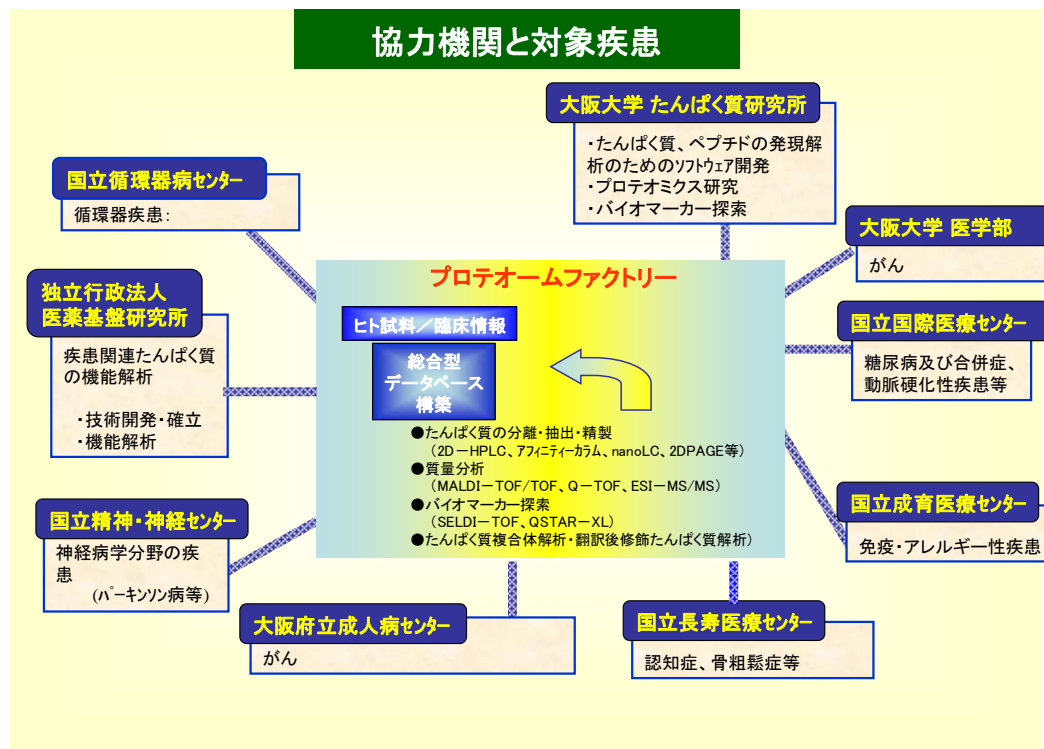 協力機関と対象疾患
大阪大学 たんぱく質研究所
・たんぱく質、ペプチドの発現解
析のためのソフトウェア開発
・プロテオミクス研究
・バイオマーカー探索
国立循環器病センター
循環器疾患：
大阪大学 医学部
がん
独立行政法人
医薬基盤研究所
疾患関連たんぱく質
の機能解析
・技術開発・確立
・機能解析
プロテオームファクトリー
ヒト試料／臨床情報
総合型
データベース
構築
●たんぱく質の分離・抽出・精製
（2D－HPLC、アフィニティーカラム、nanoLC、2DPAGE等）
●質量分析
（MALDI－TOF/TOF、Q－TOF、ESI－MS/MS）
●バイオマーカー探索
（SELDI－TOF、QSTAR－XL）
●たんぱく質複合体解析・翻訳後修飾たんぱく質解析）
国立国際医療センター
糖尿病及び合併症、
動脈硬化性疾患等
国立精神・神経センター
神経病学分野の疾
患
(パーキンソン病等)
国立成育医療センター
免疫・アレルギー性疾患
大阪府立成人病センター
がん
国立長寿医療センター
認知症、骨粗鬆症等